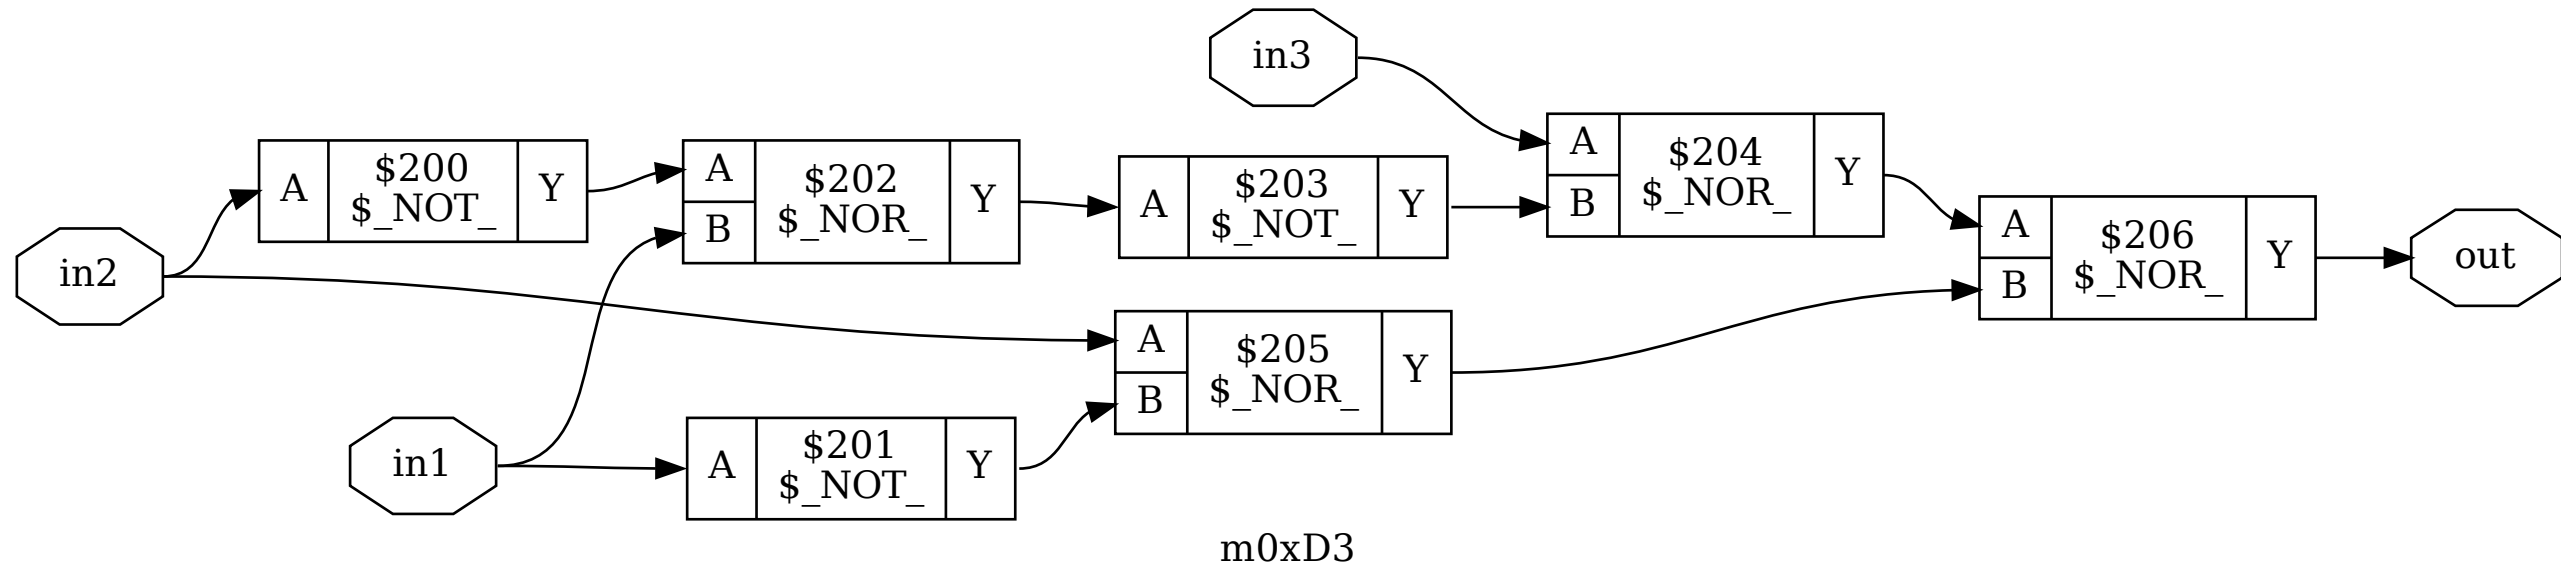 in3
A
$200
$_NOT_
Y
A
B
$202
$_NOR_
Y
A
$203
$_NOT_
Y
A
B
$204
$_NOR_
Y
in2
A
B
$206
$_NOR_
Y
out
A
B
$205
$_NOR_
Y
in1
A
$201
$_NOT_
Y
m0xD3